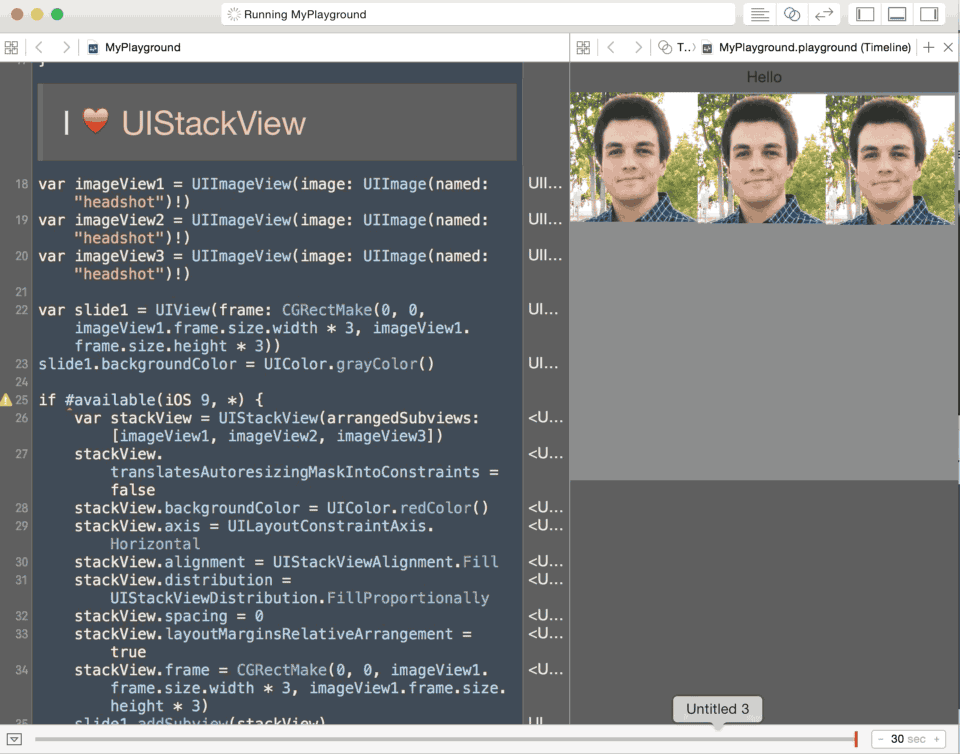 Running MyPlayground
MyPlayground
T..
MyPlayground.playground (Timeline)
I ❤ UIStackView
18 var imageView1 = UIImageView(image: UIImage(named: UII...
"headshot")!)
19 var imageView2 = UIImageView(image: UIImage(named: UII...
"headshot")!)
20 var imageView3 = UIImageView(image: UIImage(named: UII...
"headshot")!)
21
22 var slide1 = UIView(frame: CGRectMake(0, 0, UI...
imageView1.frame.size.width * 3, imageView1.
frame.size.height * 3))
23 slide1.backgroundColor = UIColor.grayColor() UI...
24
25 if #available(iOS 9, *) {
26 var stackView = UIStackView(arrangedSubviews: <U...
[imageView1, imageView2, imageView3])
27 stackView. <U...
translatesAutoresizingMaskIntoConstraints =
false
28 stackView.backgroundColor = UIColor.redColor() <U...
29 stackView.axis = UILayoutConstraintAxis. <U...
Horizontal
30 stackView.alignment = UIStackViewAlignment.Fill <U...
31 stackView.distribution = <U...
UIStackViewDistribution.FillProportionally
32 stackView.spacing = 0 <U...
33 stackView.layoutMarginsRelativeArrangement = <U...
true
34 stackView.frame = CGRectMake(0, 0, imageView1. <U...
frame.size.width * 3, imageView1.frame.size.
height * 3)
35 slide1.addSubview(stackView)
Hello
Untitled 3
− 30 sec +